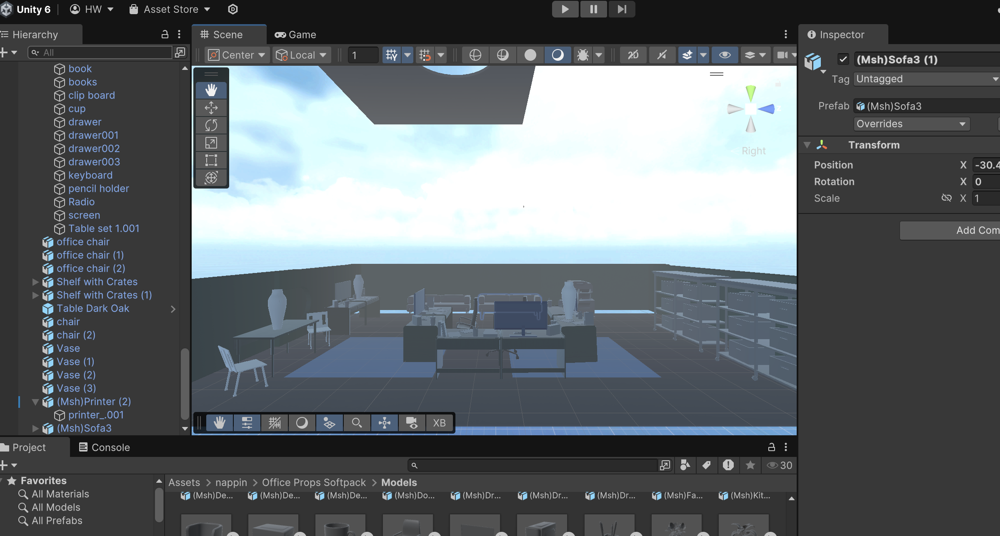 Unity 6 HW Asset Store
Hierarchy
All
book
books
clip board
cup
drawer
drawer001
drawer002
drawer003
keyboard
pencil holder
Radio
screen
Table set 1.001
office chair
office chair (1)
office chair (2)
Shelf with Crates
Shelf with Crates (1)
Table Dark Oak
chair
chair (2)
Vase
Vase (1)
Vase (2)
Vase (3)
(Msh)Printer (2)
printer_.001
(Msh)Sofa3
Scene Game
Center Local 1 2D
z
Right
XB
Inspector
(Msh)Sofa3 (1)
Tag Untagged
Prefab (Msh)Sofa3
Overrides
Transform
Position X -30.4
Rotation X 0
Scale X 1
Add Com
Project Console
30
Favorites
All Materials
All Models
All Prefabs
Assets > nappin > Office Props Softpack > Models
(Msh)De... (Msh)De... (Msh)De... (Msh)Do... (Msh)Dr... (Msh)Dr... (Msh)Dr... (Msh)Fa... (Msh)Kit...